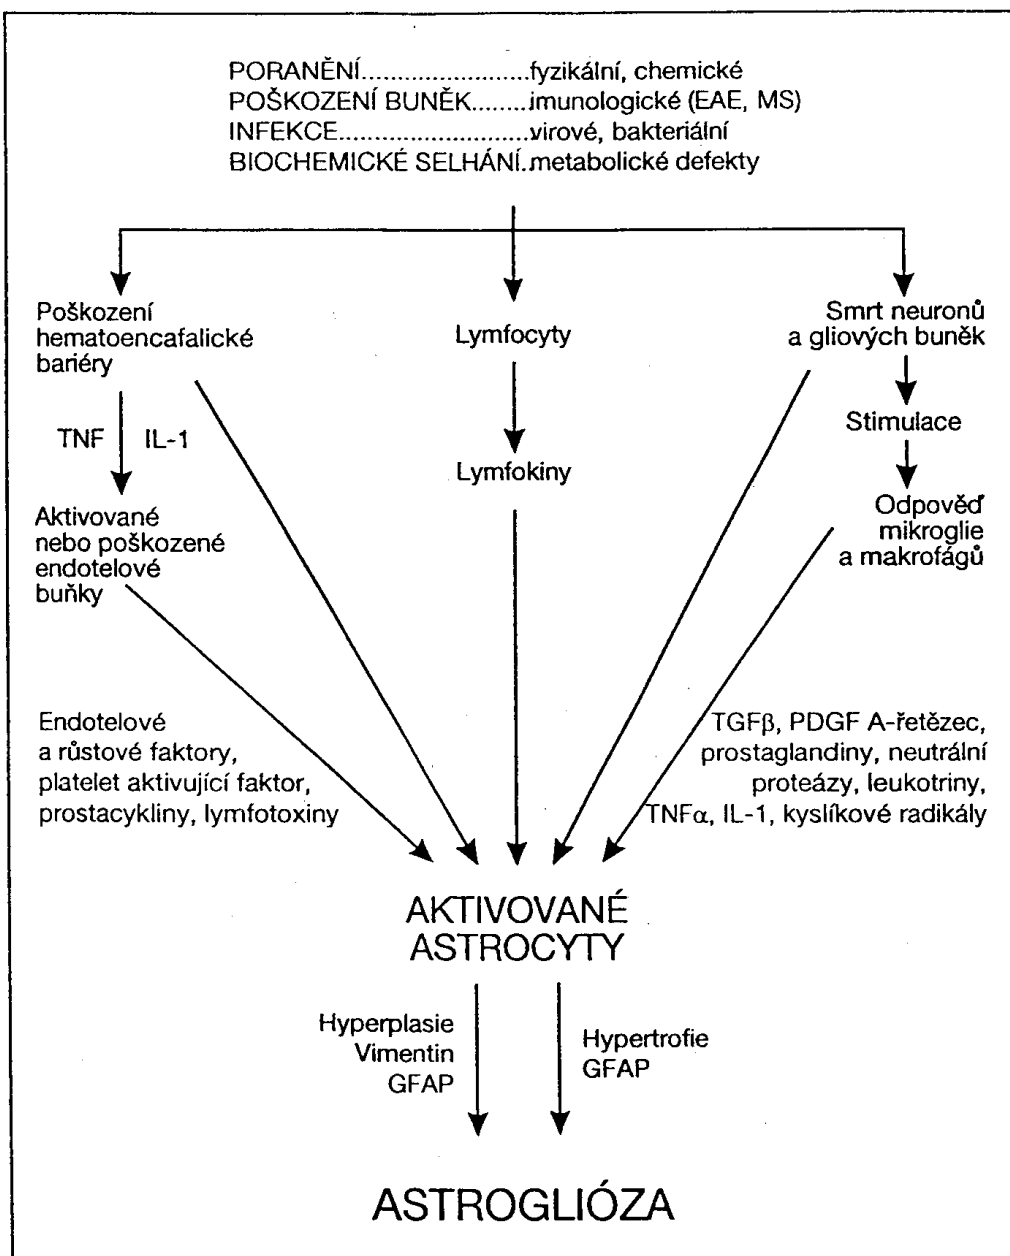 PORANĚNÍ.......................fyzikální, chemické
POŠKOZENÍ BUNĚK........imunologické (EAE, MS)
INFEKCE..........................virové, bakteriální
BIOCHEMICKÉ SELHÁNÍ..metabolické defekty
Poškození
hematoencafalické
bariéry
Lymfocyty
Smrt neuronů
a gliových buněk
TNF IL-1
Stimulace
Lymfokiny
Aktivované
nebo poškozené
endotelové
buňky
Odpověď
mikroglie
a makrofágů
Endotelové
a růstové faktory,
platelet aktivující faktor,
prostacykliny, lymfotoxiny
TGFβ, PDGF A-řetězec,
prostaglandiny, neutrální
proteázy, leukotriny,
TNFα, IL-1, kyslíkové radikály
AKTIVOVANÉ
ASTROCYTY
Hyperplasie
Vimentin
GFAP
Hypertrofie
GFAP
ASTROGLIÓZA